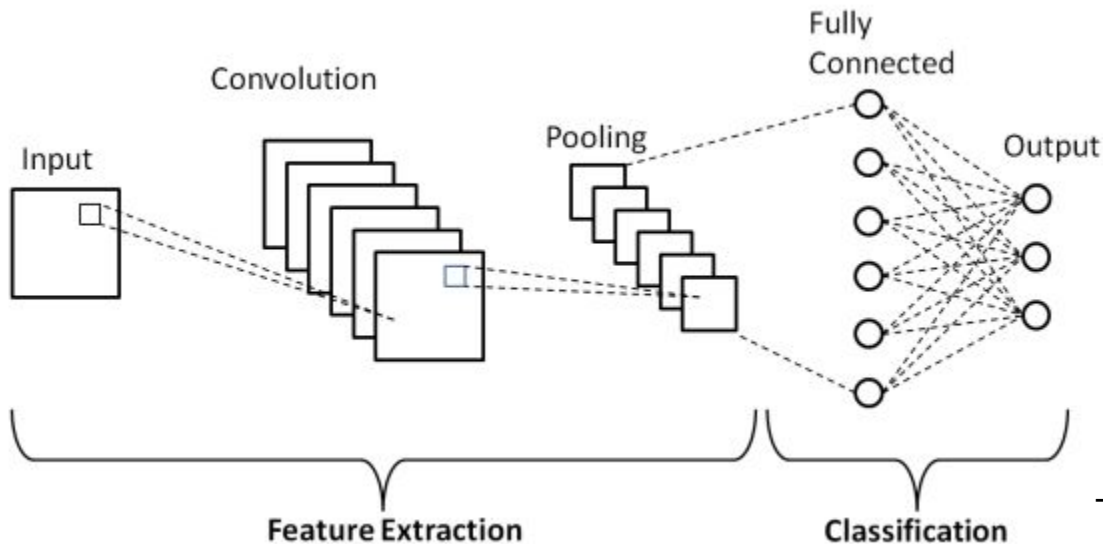 Input
Convolution
Pooling
Fully
Connected
Output
Feature Extraction
Classification